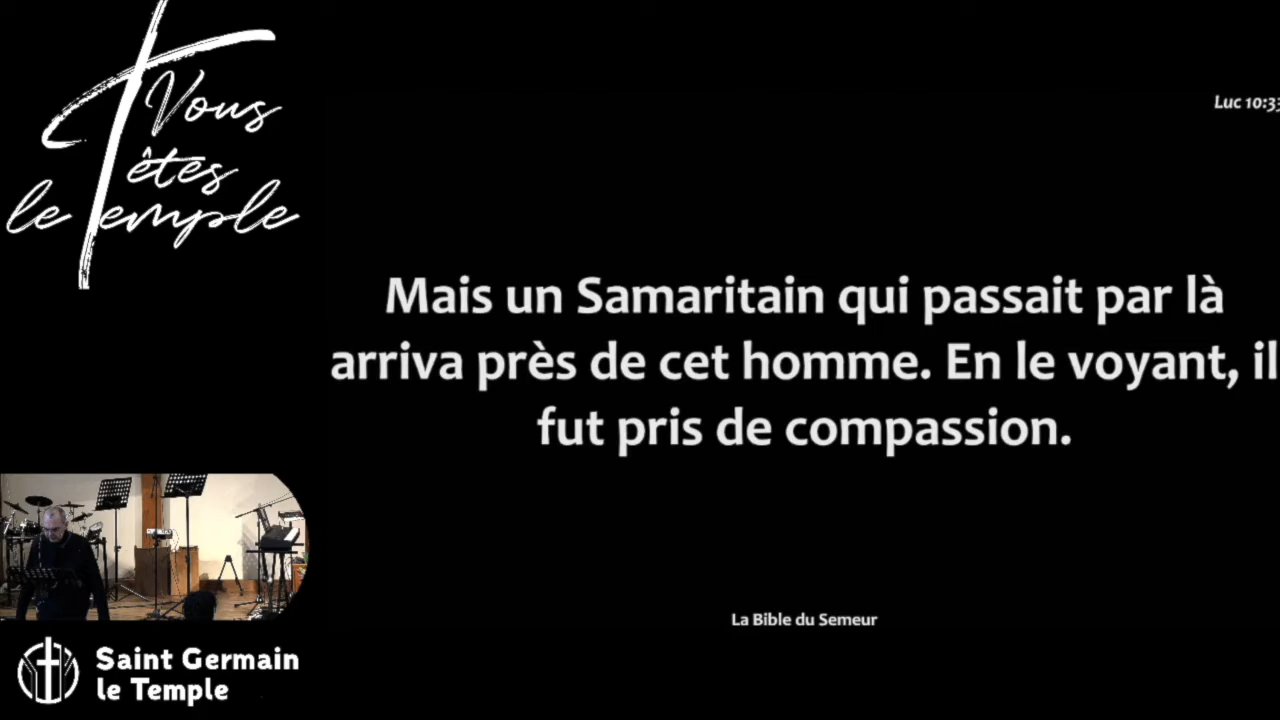 Vous
êtes
le Temple
Luc 10:33
Mais un Samaritain qui passait par là
arriva près de cet homme. En le voyant, il
fut pris de compassion.
La Bible du Semeur
Saint Germain
le Temple